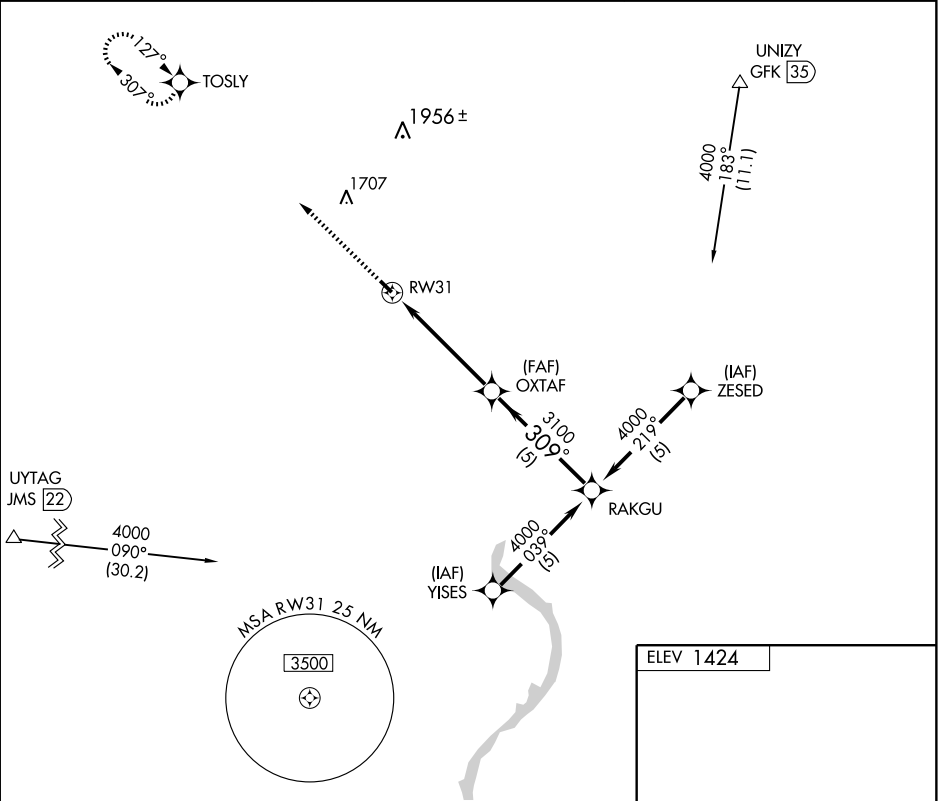 127°
307°
TOSLY
1956 ±
1707
UNIZY
GFK 35
4000
183°
(11.1)
RW31
(FAF)
OXTAF
(IAF)
ZESED
3100
309°
(5)
4000
219°
(5)
RAKGU
UYTAG
JMS 22
4000
090°
(30.2)
4000
039°
(5)
(IAF)
YISES
MSA RW31 25 NM
3500
ELEV 1424